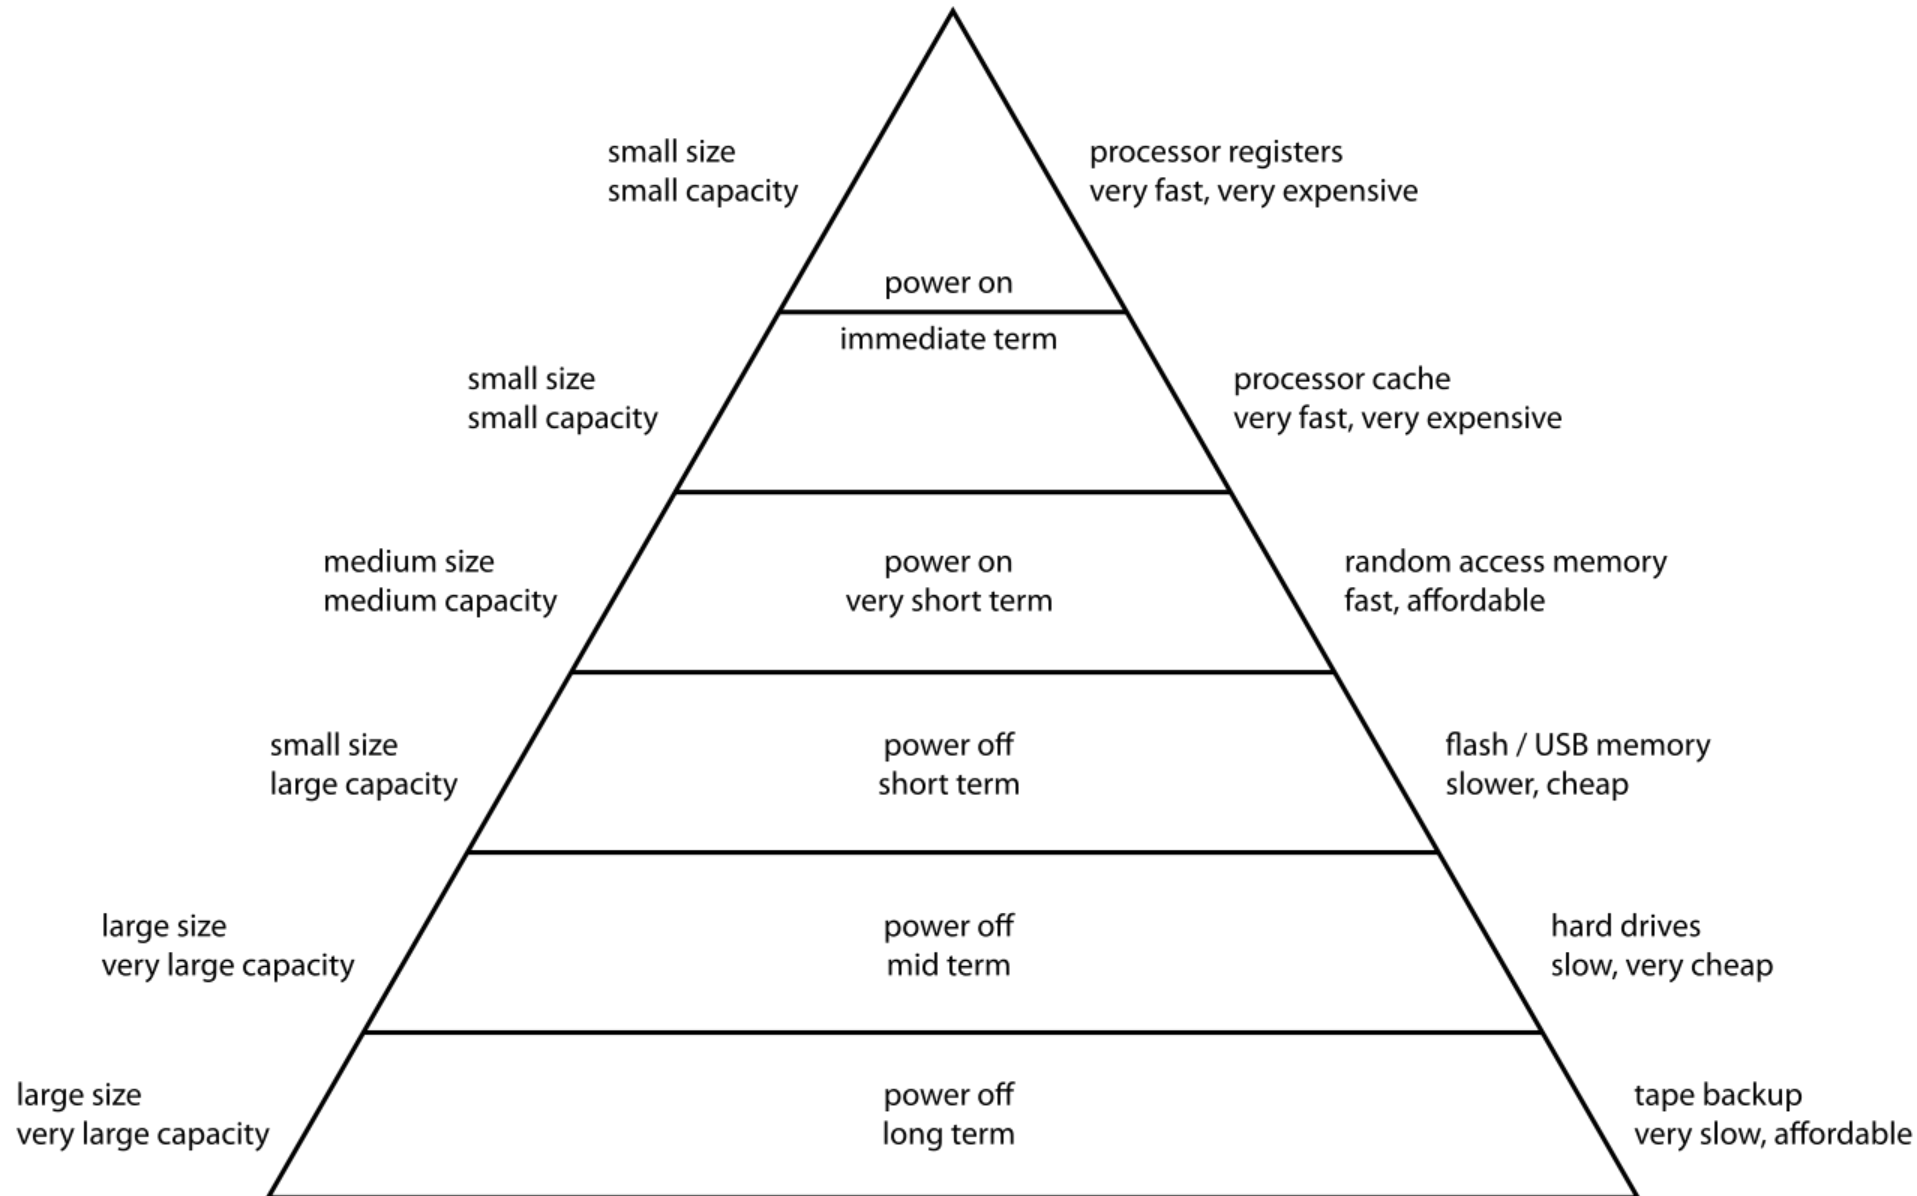 small size
small capacity
processor registers
very fast, very expensive
power on
immediate term
small size
small capacity
processor cache
very fast, very expensive
medium size
medium capacity
power on
very short term
random access memory
fast, affordable
small size
large capacity
power off
short term
flash / USB memory
slower, cheap
large size
very large capacity
power off
mid term
hard drives
slow, very cheap
large size
very large capacity
power off
long term
tape backup
very slow, affordable